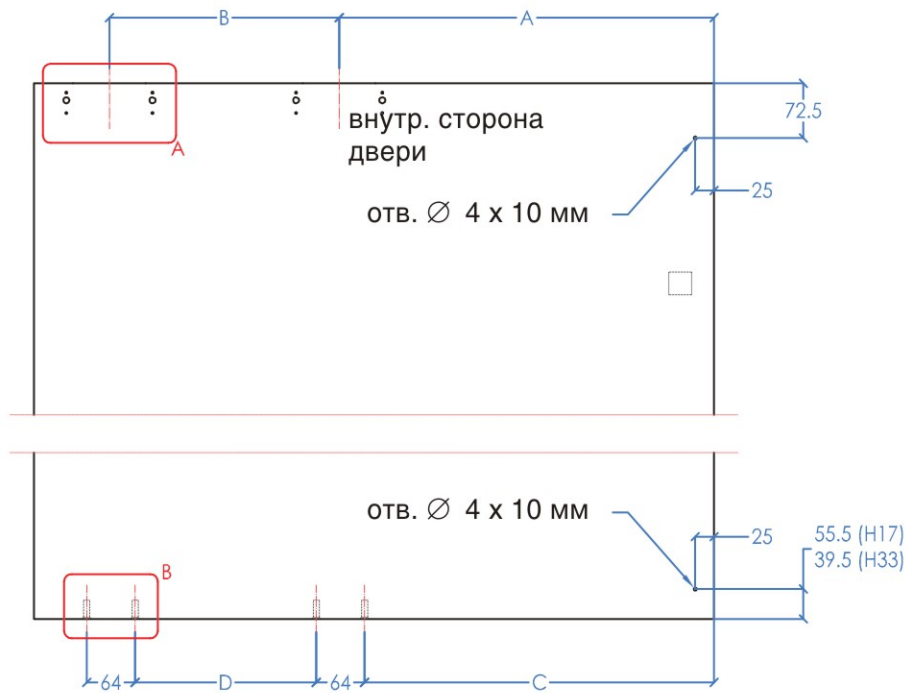 B
A
72.5
A
внутр. сторона
двери
25
отв. ∅ 4 x 10 мм
отв. ∅ 4 x 10 мм
25
55.5 (H17)
39.5 (H33)
B
64
D
64
C